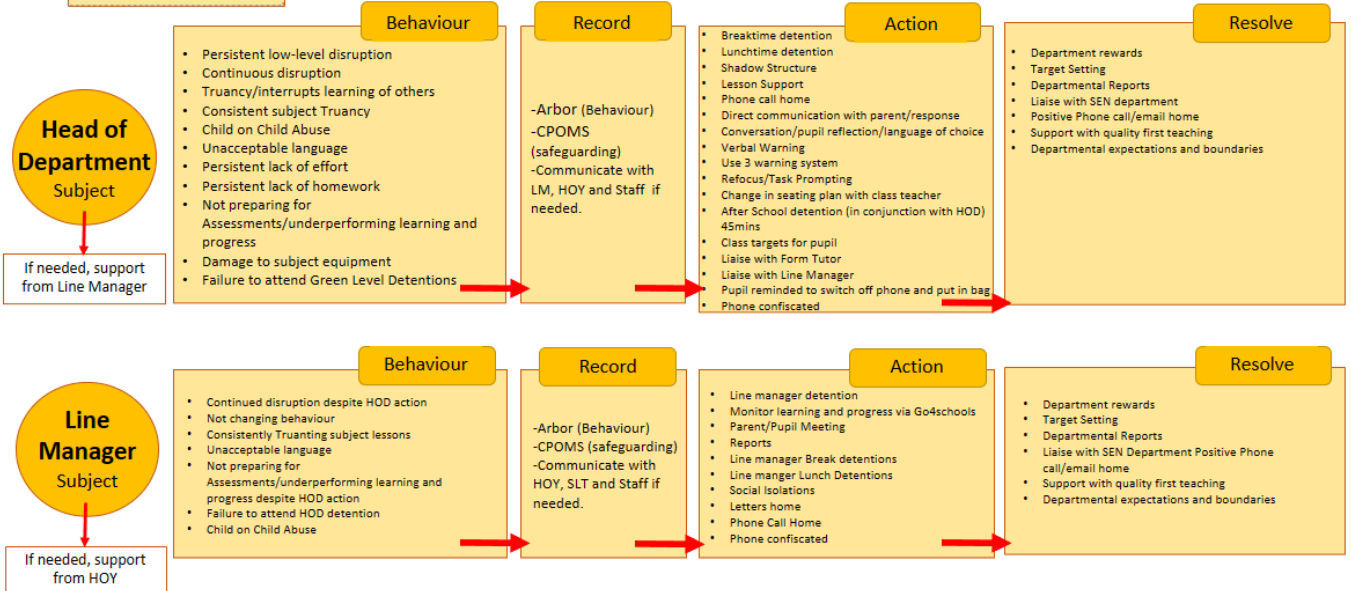 Behaviour
Record
Action
Resolve
Head of
Department
Subject
If needed, support
from Line Manager
• Persistent low-level disruption
• Continuous disruption
• Truancy/interrupts learning of others
• Consistent subject Truancy
• Child on Child Abuse
• Unacceptable language
• Persistent lack of effort
• Persistent lack of homework
• Not preparing for
Assessments/underperforming learning and
progress
• Damage to subject equipment
• Failure to attend Green Level Detentions
-Arbor (Behaviour)
-CPOMS
(safeguarding)
-Communicate with
LM, HOY and Staff if
needed.
• Breaktime detention
• Lunchtime detention
• Shadow Structure
• Lesson Support
• Phone call home
• Direct communication with parent/response
• Conversation/pupil reflection/language of choice
• Verbal Warning
• Use 3 warning system
• Refocus/Task Prompting
• Change in seating plan with class teacher
• After School detention (in conjunction with HOD)
45mins
• Class targets for pupil
• Liaise with Form Tutor
• Liaise with Line Manager
• Pupil reminded to switch off phone and put in bag
• Phone confiscated
• Department rewards
• Target Setting
• Departmental Reports
• Liaise with SEN department
• Positive Phone call/email home
• Support with quality first teaching
• Departmental expectations and boundaries
Behaviour
Record
Action
Resolve
Line
Manager
Subject
If needed, support
from HOY
• Continued disruption despite HOD action
• Not changing behaviour
• Consistently Truanting subject lessons
• Unacceptable language
• Not preparing for
Assessments/underperforming learning and
progress despite HOD action
• Failure to attend HOD detention
• Child on Child Abuse
-Arbor (Behaviour)
-CPOMS (safeguarding)
-Communicate with
HOY, SLT and Staff if
needed.
• Line manager detention
• Monitor learning and progress via Go4schools
• Parent/Pupil Meeting
• Reports
• Line manager Break detentions
• Line manger Lunch Detentions
• Social Isolations
• Letters home
• Phone Call Home
• Phone confiscated
• Department rewards
• Target Setting
• Departmental Reports
• Liaise with SEN Department Positive Phone
call/email home
• Support with quality first teaching
• Departmental expectations and boundaries